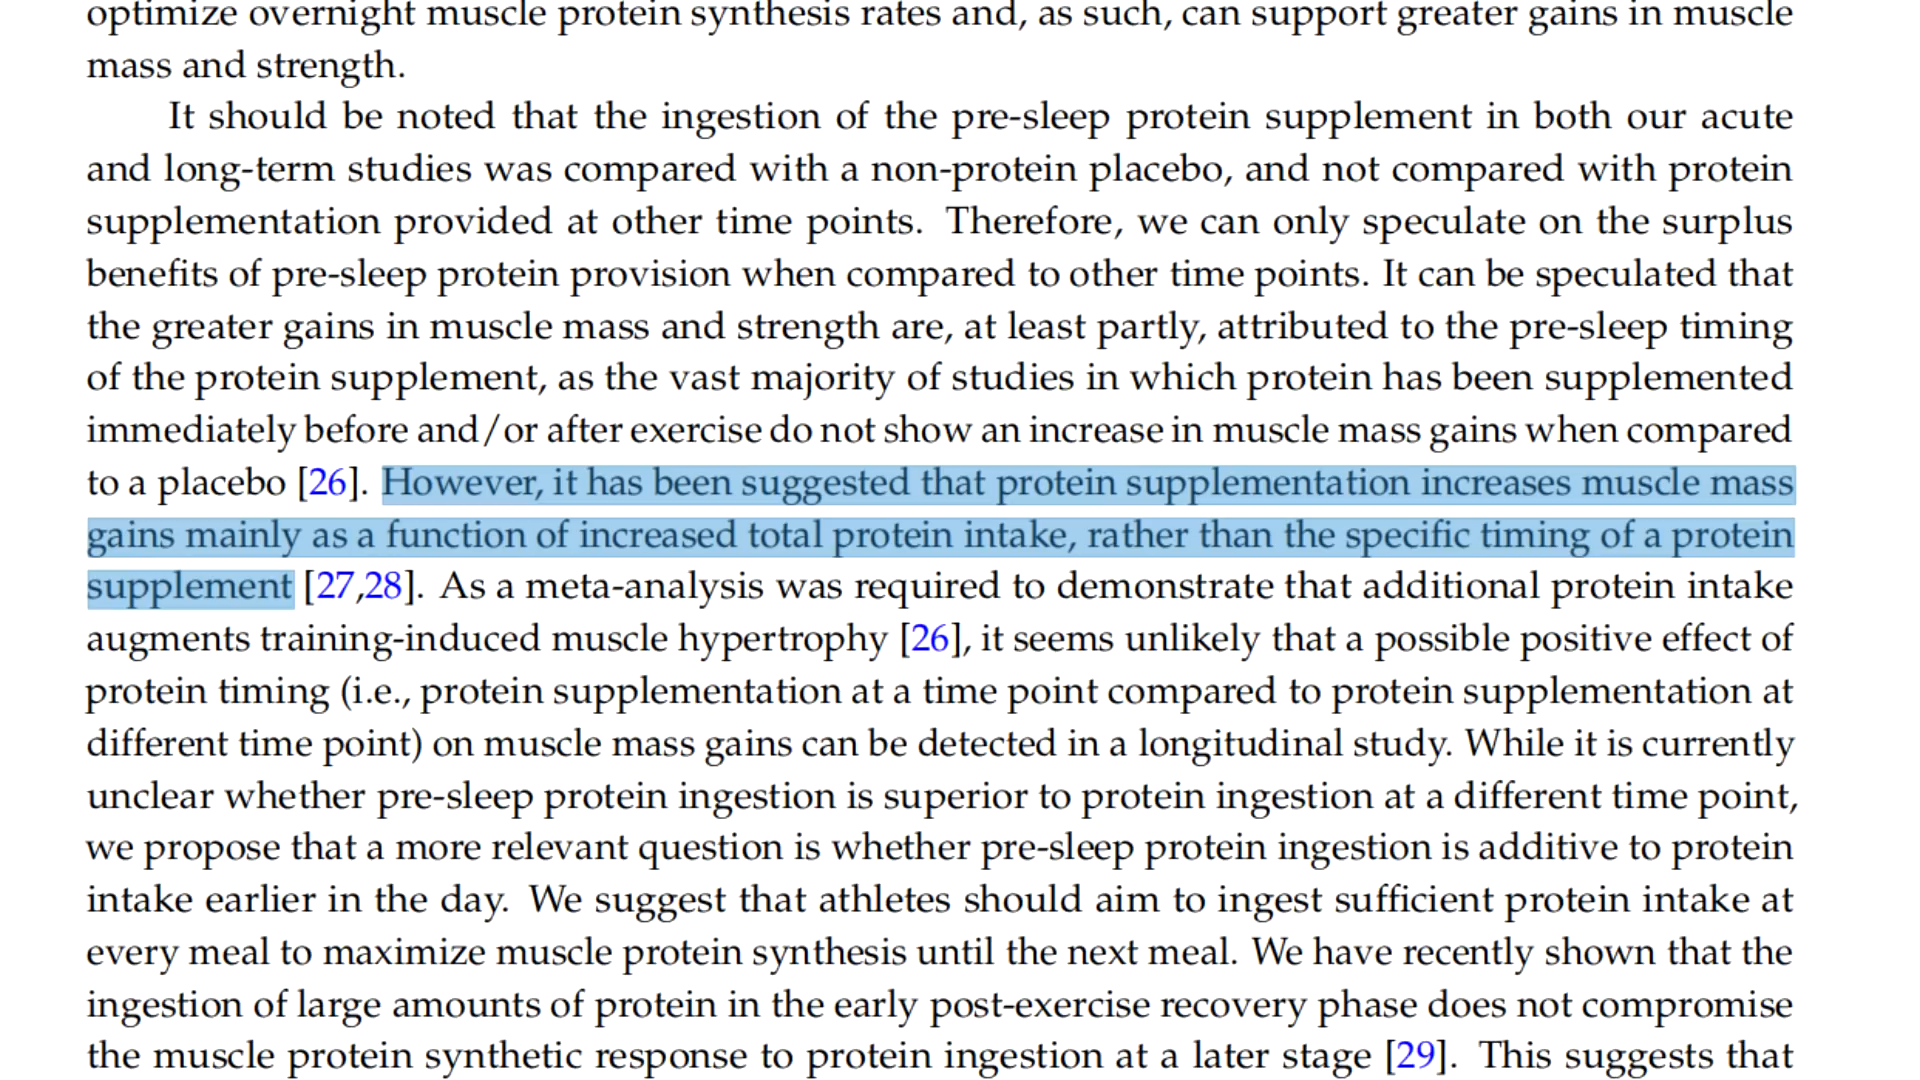 optimize overnight muscle protein synthesis rates and, as such, can support greater gains in muscle
mass and strength.
It should be noted that the ingestion of the pre-sleep protein supplement in both our acute
and long-term studies was compared with a non-protein placebo, and not compared with protein
supplementation provided at other time points. Therefore, we can only speculate on the surplus
benefits of pre-sleep protein provision when compared to other time points. It can be speculated that
the greater gains in muscle mass and strength are, at least partly, attributed to the pre-sleep timing
of the protein supplement, as the vast majority of studies in which protein has been supplemented
immediately before and/or after exercise do not show an increase in muscle mass gains when compared
to a placebo [26]. However, it has been suggested that protein supplementation increases muscle mass
gains mainly as a function of increased total protein intake, rather than the specific timing of a protein
supplement [27,28]. As a meta-analysis was required to demonstrate that additional protein intake
augments training-induced muscle hypertrophy [26], it seems unlikely that a possible positive effect of
protein timing (i.e., protein supplementation at a time point compared to protein supplementation at
different time point) on muscle mass gains can be detected in a longitudinal study. While it is currently
unclear whether pre-sleep protein ingestion is superior to protein ingestion at a different time point,
we propose that a more relevant question is whether pre-sleep protein ingestion is additive to protein
intake earlier in the day. We suggest that athletes should aim to ingest sufficient protein intake at
every meal to maximize muscle protein synthesis until the next meal. We have recently shown that the
ingestion of large amounts of protein in the early post-exercise recovery phase does not compromise
the muscle protein synthetic response to protein ingestion at a later stage [29]. This suggests that